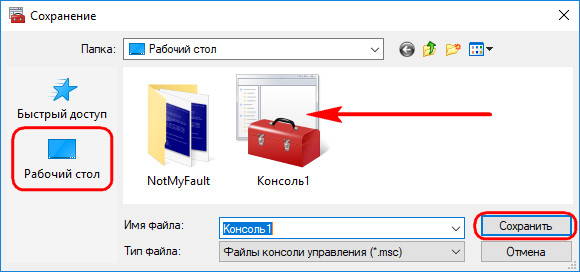 Сохранение
Папка:
Рабочий стол
Быстрый доступ
Рабочий стол
NotMyFault
Консоль1
Имя файла:
Консоль1
Сохранить
Тип файла:
Файлы консоли управления (*.msc)
Отмена